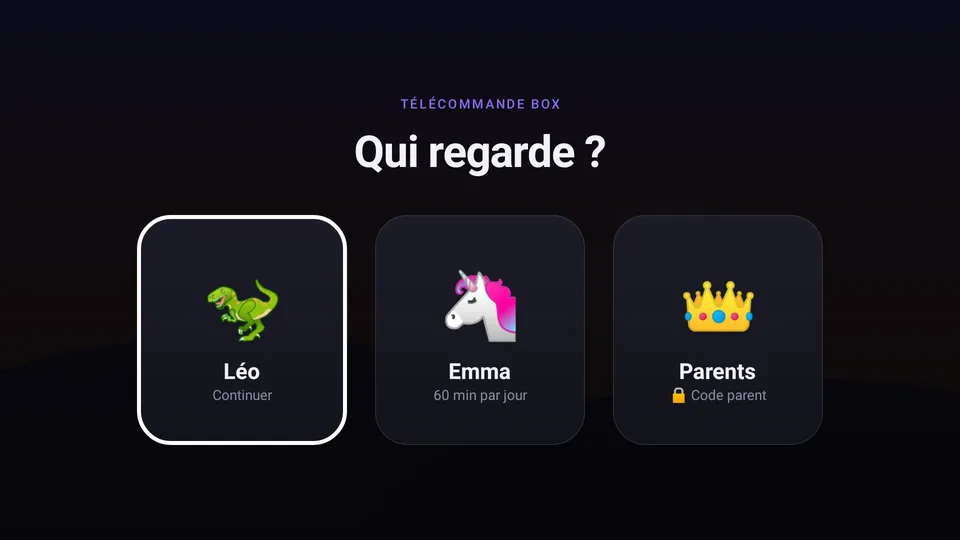 TÉLÉCOMMANDE BOX
Qui regarde ?
Léo
Continuer
Emma
60 min par jour
Parents
🔒 Code parent